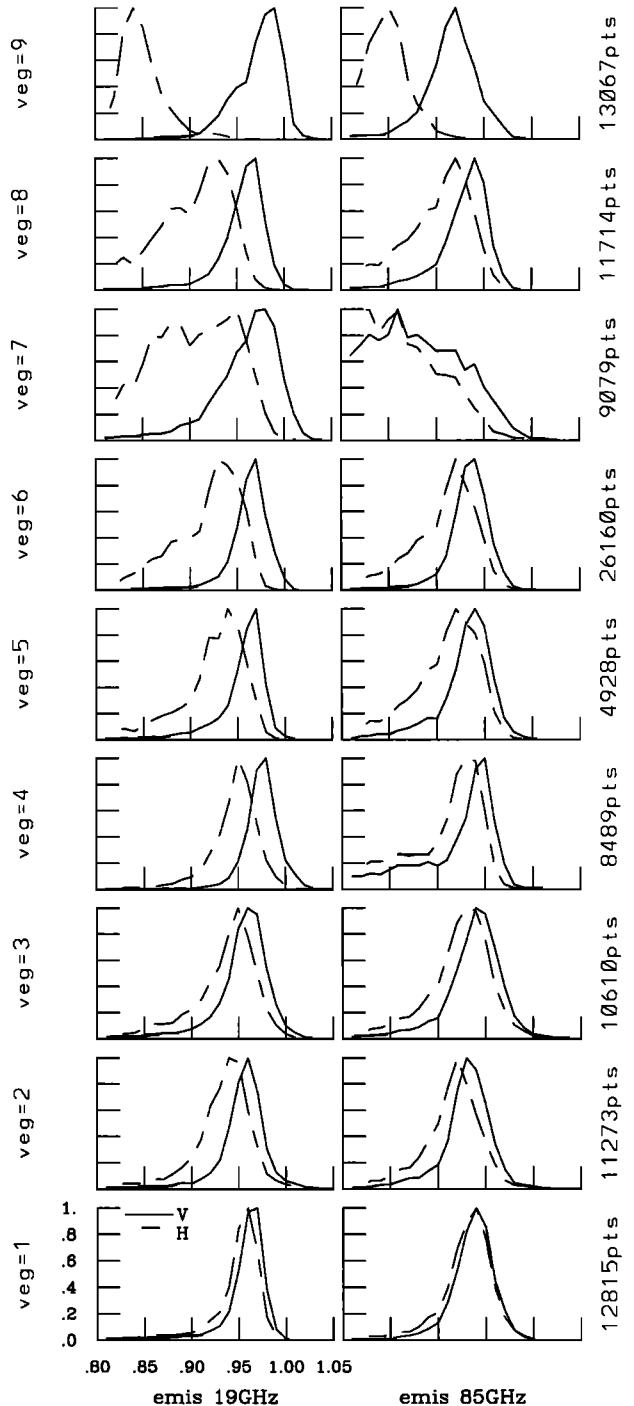 veg=9
13067pts
veg=8
11714pts
veg=7
9079pts
veg=6
26160pts
veg=5
4928pts
veg=4
8489pts
veg=3
10610pts
veg=2
11273pts
veg=1
1.
.8
.6
.4
.2
.0
V
H
12815pts
.80 .85 .90 .95 1.00 1.05
emis 19GHz
emis 85GHz